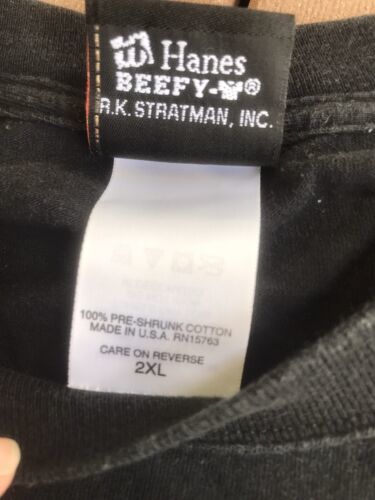 Hanes
BEEFY-T®
R.K. STRATMAN, INC.
100% PRE-SHRUNK COTTON
MADE IN U.S.A. RN15763
CARE ON REVERSE
2XL